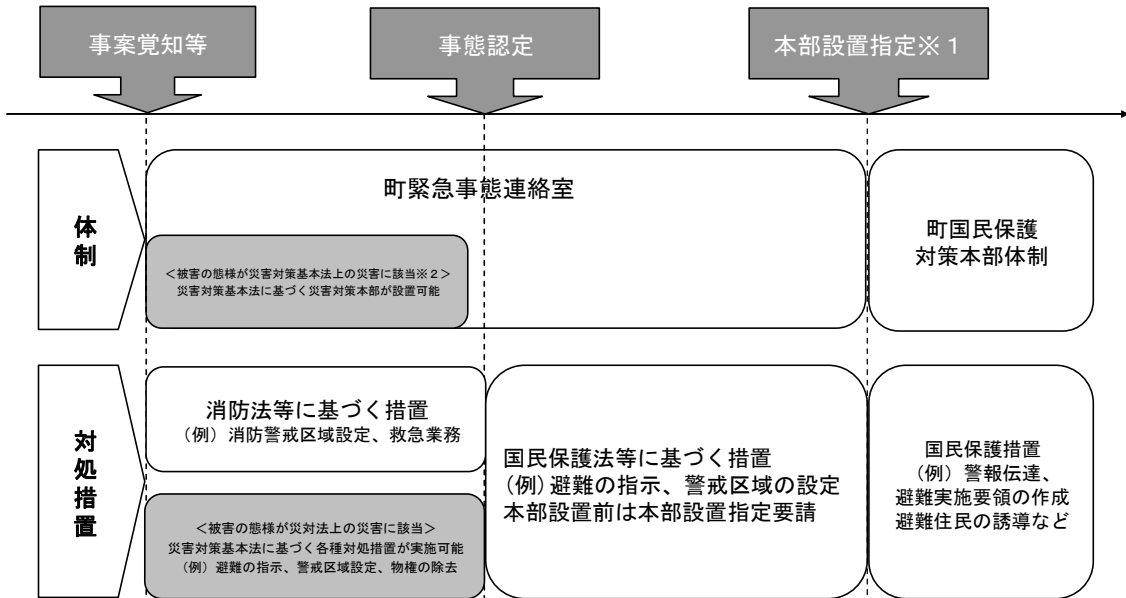 事案覚知等
事態認定
本部設置指定※１
体制
町緊急事態連絡室
＜被害の態様が災害対策基本法上の災害に該当※２＞
災害対策基本法に基づく災害対策本部が設置可能
町国民保護
対策本部体制
対処措置
消防法等に基づく措置
（例）消防警戒区域設定、救急業務
＜被害の態様が災対法上の災害に該当＞
災害対策基本法に基づく各種対処措置が実施可能
（例）避難の指示、警戒区域設定、物権の除去
国民保護法等に基づく措置
（例）避難の指示、警戒区域の設定
本部設置前は本部設置指定要請
国民保護措置
（例）警報伝達、
避難実施要領の作成
避難住民の誘導など